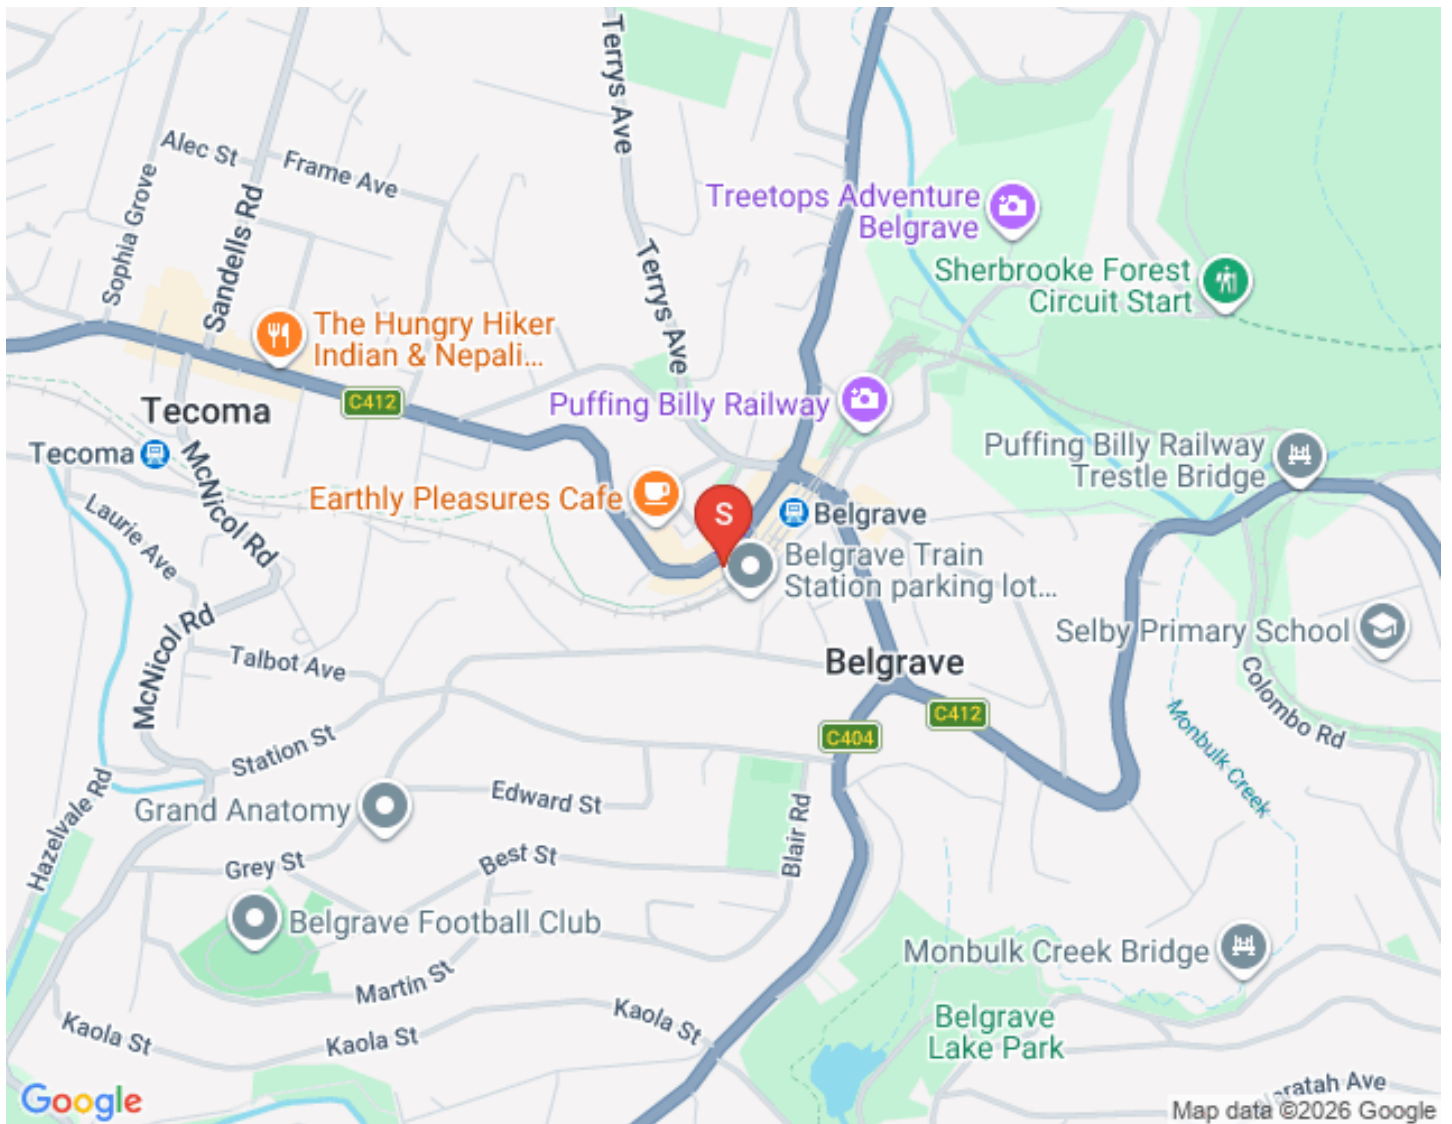 Terrys Ave
Alec St
Frame Ave
Sophia Grove
Sandells Rd
Treetops Adventure
Belgrave
Terrys Ave
Sherbrooke Forest
Circuit Start
The Hungry Hiker
Indian & Nepali...
C412
Tecoma
Puffing Billy Railway
Tecoma
McNicol Rd
Puffing Billy Railway
Trestle Bridge
Earthly Pleasures Cafe
S
Belgrave
Laurie Ave
Belgrave Train
Station parking lot...
McNicol Rd
Talbot Ave
Selby Primary School
Belgrave
Colombo Rd
C412
C404
Station St
Monbulk Creek
Hazelvale Rd
Grand Anatomy
Edward St
Blair Rd
Grey St
Best St
Belgrave Football Club
Monbulk Creek Bridge
Martin St
Kaola St
Kaola St
Kaola St
Belgrave
Lake Park
Google
Map data ©2026 Google